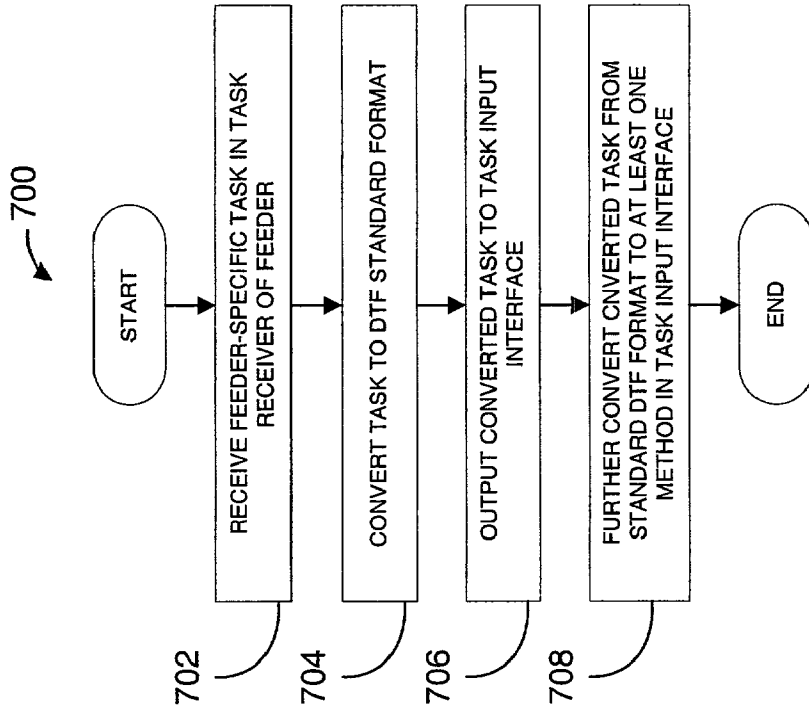 700
START
702
RECEIVE FEEDER-SPECIFIC TASK IN TASK
RECEIVER OF FEEDER
704
CONVERT TASK TO DTF STANDARD FORMAT
706
OUTPUT CONVERTED TASK TO TASK INPUT
INTERFACE
708
FURTHER CONVERT CNVERTED TASK FROM
STANDARD DTF FORMAT TO AT LEAST ONE
METHOD IN TASK INPUT INTERFACE
END